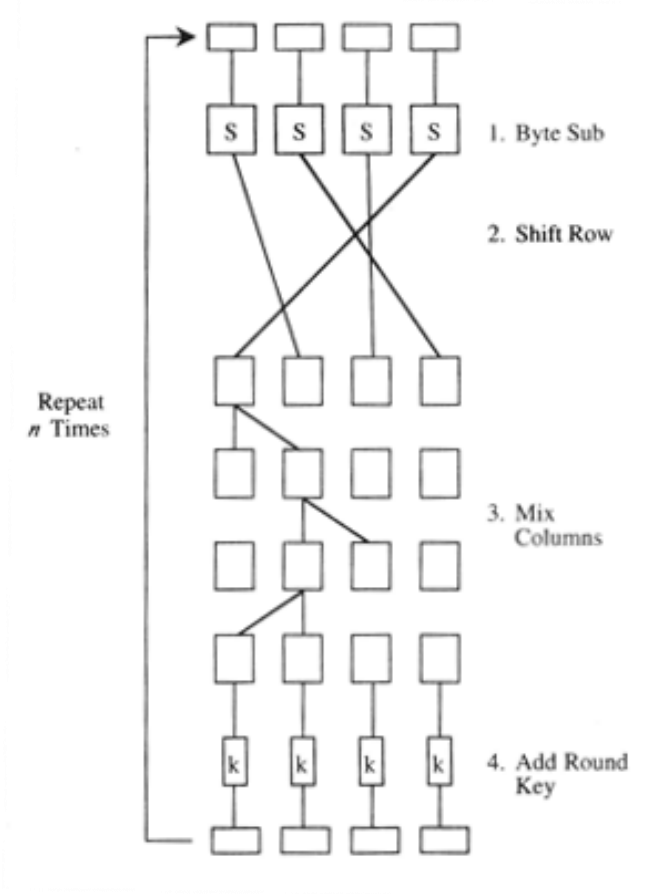 S S S S
1. Byte Sub
2. Shift Row
Repeat
n Times
3. Mix
Columns
k k k k
4. Add Round
Key